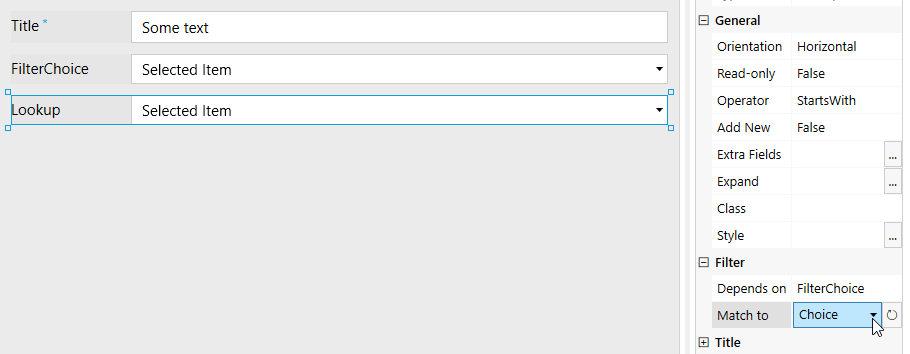 Title *
Some text
FilterChoice
Selected Item
Lookup
Selected Item
General
Orientation Horizontal
Read-only False
Operator StartsWith
Add New False
Extra Fields ...
Expand ...
Class
Style ...
Filter
Depends on FilterChoice
Match to Choice
Title